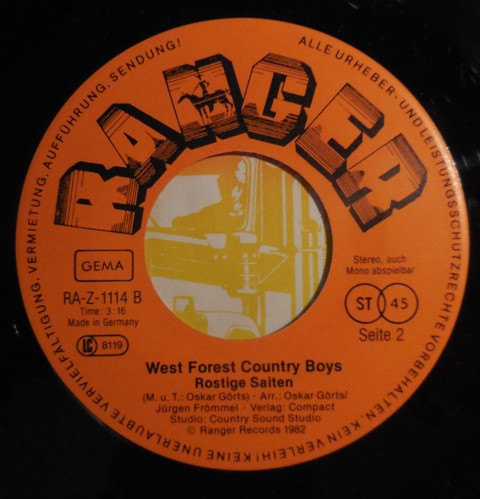 ALLE URHEBER- UND LEISTUNGSSCHUTZRECHTE VORBEHALTEN. KEIN VERLEIH! KEINE UNERLAUBTE VERVIELFÄLTIGUNG, VERMIETUNG, AUFFÜHRUNG, SENDUNG!
RANGER
GEMA
RA-Z-1114 B
Time: 3:16
Made in Germany
LC 8119
Stereo, auch
Mono abspielbar
ST 45
Seite 2
West Forest Country Boys
Rostige Saiten
(M. u. T.: Oskar Görts) · Arr.: Oskar Görts/
Jürgen Frömmel · Verlag: Compact
Studio: Country Sound Studio
© Ranger Records 1982